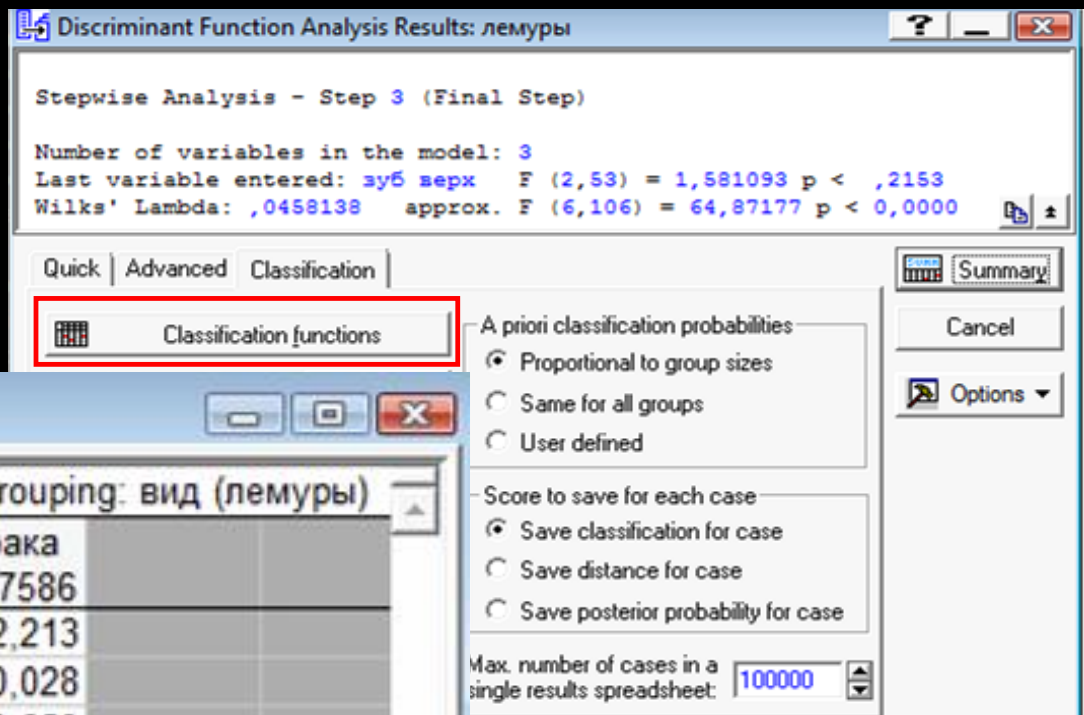 Discriminant Function Analysis Results: лемуры
Stepwise Analysis - Step 3 (Final Step)
Number of variables in the model: 3
Last variable entered: зуб верх F (2,53) = 1,581093 p < ,2153
Wilks' Lambda: ,0458138 approx. F (6,106) = 64,87177 p < 0,0000
Quick Advanced Classification
Summary
Classification functions
Cancel
Options
A priori classification probabilities
Proportional to group sizes
Same for all groups
User defined
Score to save for each case
Save classification for case
Save distance for case
Save posterior probability for case
Max. number of cases in a
single results spreadsheet: 100000
rouping: вид (лемуры)
ака
7586
2,213
0,028